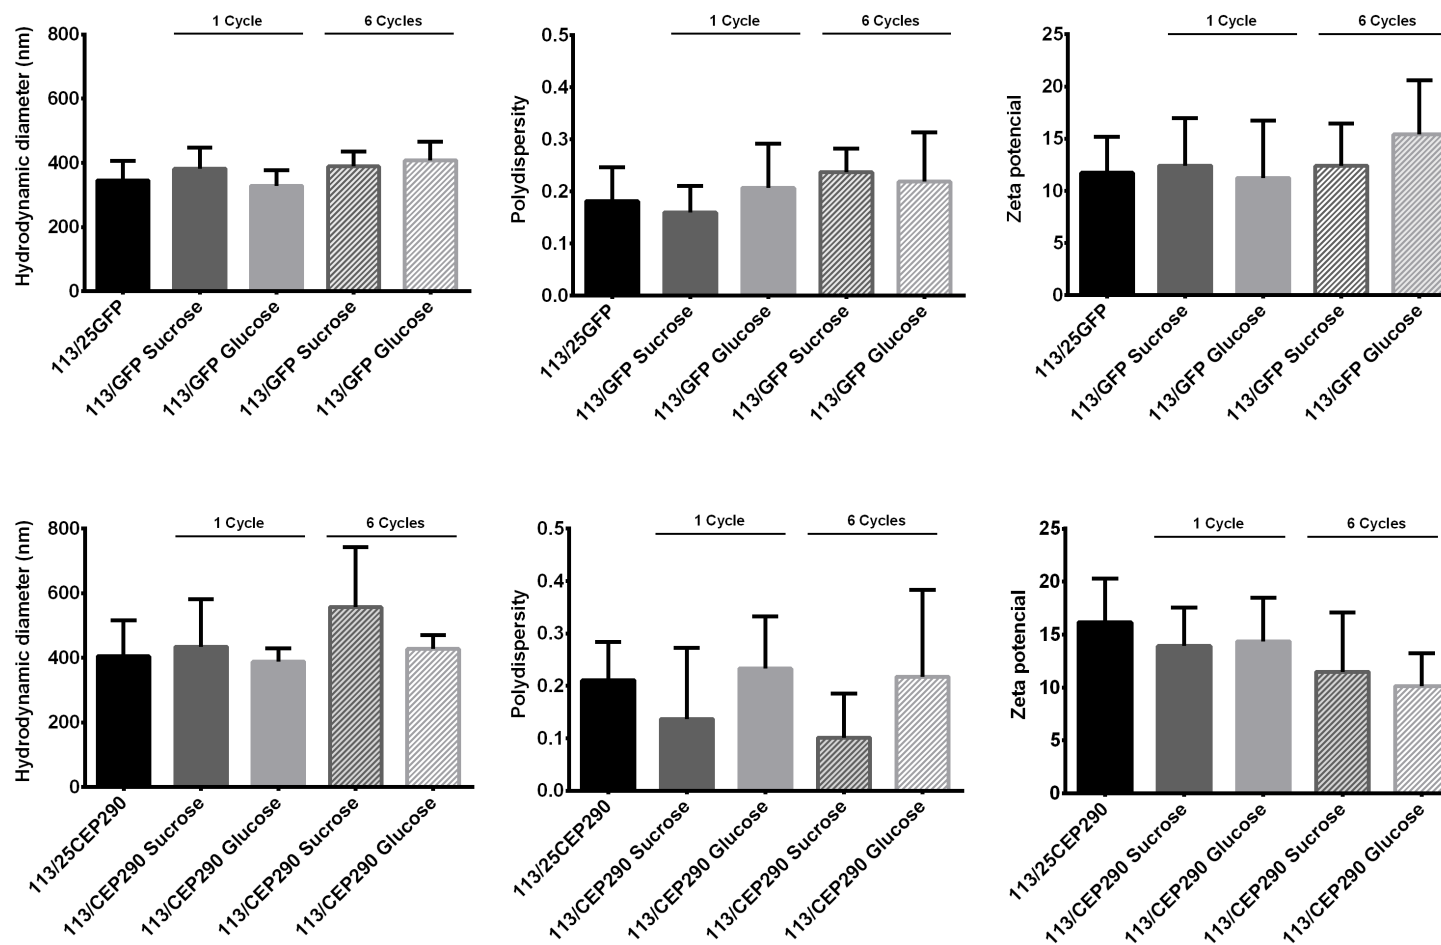 1 Cycle
6 Cycles
Hydrodynamic diameter (nm)
800
600
400
200
0
113/25GFP
113/GFP Sucrose
113/GFP Glucose
113/GFP Sucrose
113/GFP Glucose
1 Cycle
6 Cycles
Polydispersity
0.5
0.4
0.3
0.2
0.1
0.0
113/25GFP
113/GFP Sucrose
113/GFP Glucose
113/GFP Sucrose
113/GFP Glucose
1 Cycle
6 Cycles
Zeta potencial
25
20
15
10
5
0
113/25GFP
113/GFP Sucrose
113/GFP Glucose
113/GFP Sucrose
113/GFP Glucose
1 Cycle
6 Cycles
Hydrodynamic diameter (nm)
800
600
400
200
0
113/25CEP290
113/CEP290 Sucrose
113/CEP290 Glucose
113/CEP290 Sucrose
113/CEP290 Glucose
1 Cycle
6 Cycles
Polydispersity
0.5
0.4
0.3
0.2
0.1
0.0
113/25CEP290
113/CEP290 Sucrose
113/CEP290 Glucose
113/CEP290 Sucrose
113/CEP290 Glucose
1 Cycle
6 Cycles
Zeta potencial
25
20
15
10
5
0
113/25CEP290
113/CEP290 Sucrose
113/CEP290 Glucose
113/CEP290 Sucrose
113/CEP290 Glucose